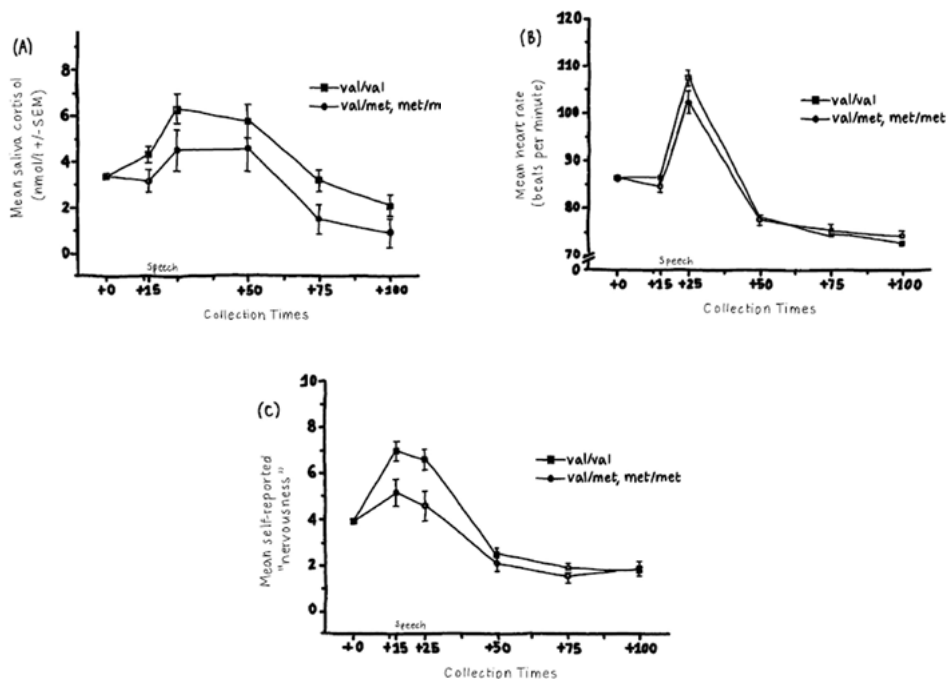 (A)
Mean saliva cortisol
(nmol/l +/-SEM)
8
6
4
2
0
val/val
val/met, met/m
Speech
+0 +15 +50 +75 +100
Collection Times
(B)
Mean heart rate
(beats per minute)
120
110
100
90
80
70
0
val/val
val/met, met/met
Speech
+0 +15 +25 +50 +75 +100
Collection Times
(C)
Mean self-reported
"nervousness"
10
8
6
4
2
0
val/val
val/met, met/met
Speech
+0 +15 +25 +50 +75 +100
Collection Times